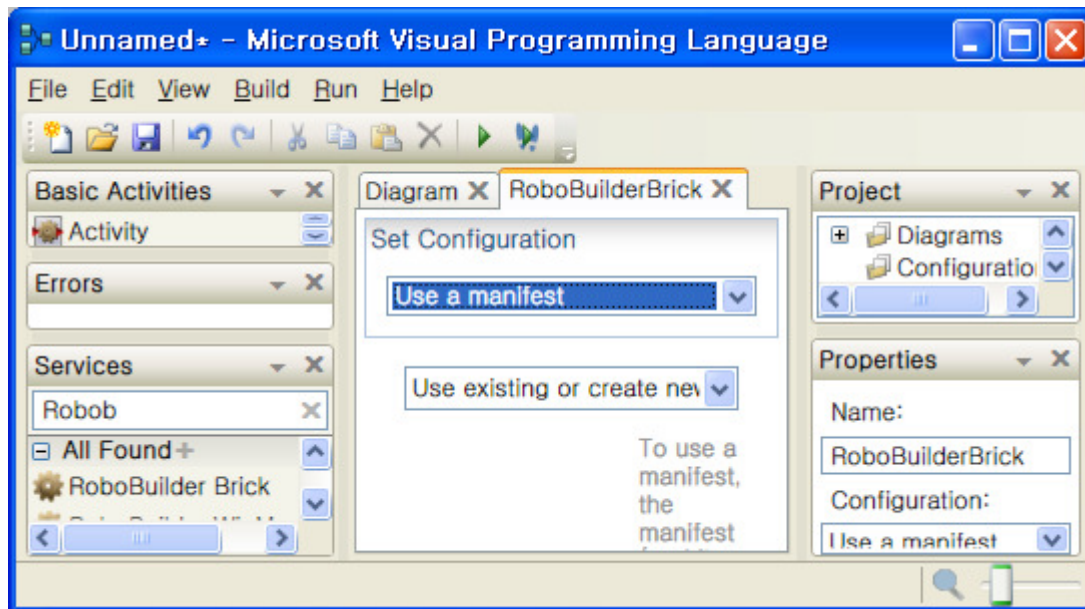 Unnamed* - Microsoft Visual Programming Language
File Edit View Build Run Help
Basic Activities
Activity
Errors
Services
Robob
All Found
RoboBuilder Brick
Diagram
RoboBuilderBrick
Set Configuration
Use a manifest
Use existing or create new
To use a
manifest,
the
manifest
Project
Diagrams
Configuratio
Properties
Name:
RoboBuilderBrick
Configuration:
Use a manifest